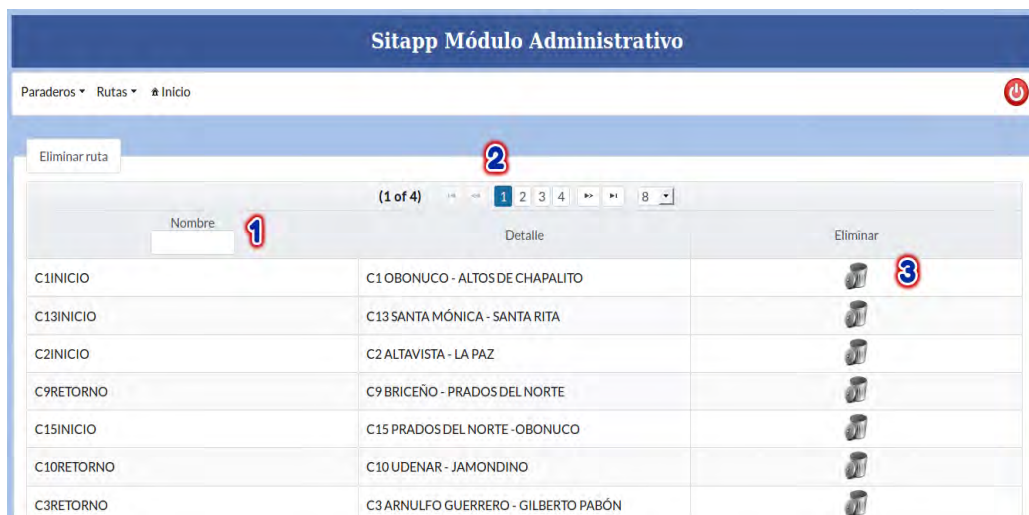 Sitapp Módulo Administrativo
Paraderos Rutas Inicio
Eliminar ruta
2
(1 of 4) 1 2 3 4 8
Nombre 1 Detalle Eliminar
3
C1INICIO C1 OBONUCO - ALTOS DE CHAPALITO
C13INICIO C13 SANTA MÓNICA - SANTA RITA
C2INICIO C2 ALTAVISTA - LA PAZ
C9RETORNO C9 BRICEÑO - PRADOS DEL NORTE
C15INICIO C15 PRADOS DEL NORTE -OBONUCO
C10RETORNO C10 UDENAR - JAMONDINO
C3RETORNO C3 ARNULFO GUERRERO - GILBERTO PABÓN